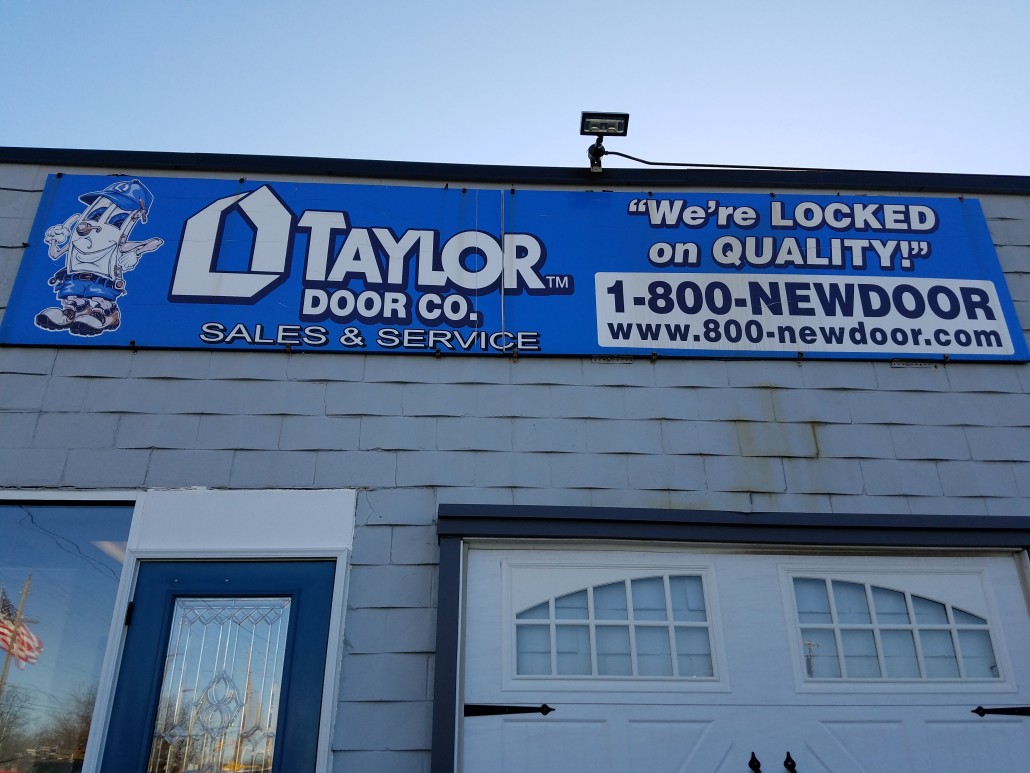 TAYLOR™
DOOR CO.
SALES & SERVICE
“We're LOCKED
on QUALITY!”
1-800-NEWDOOR
www.800-newdoor.com